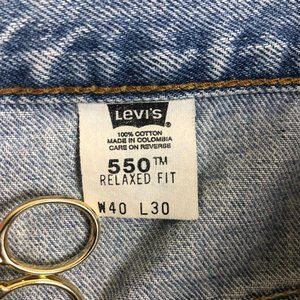 LEVI'S
100% COTTON
MADE IN COLOMBIA
CARE ON REVERSE
550™
RELAXED FIT
W40 L30